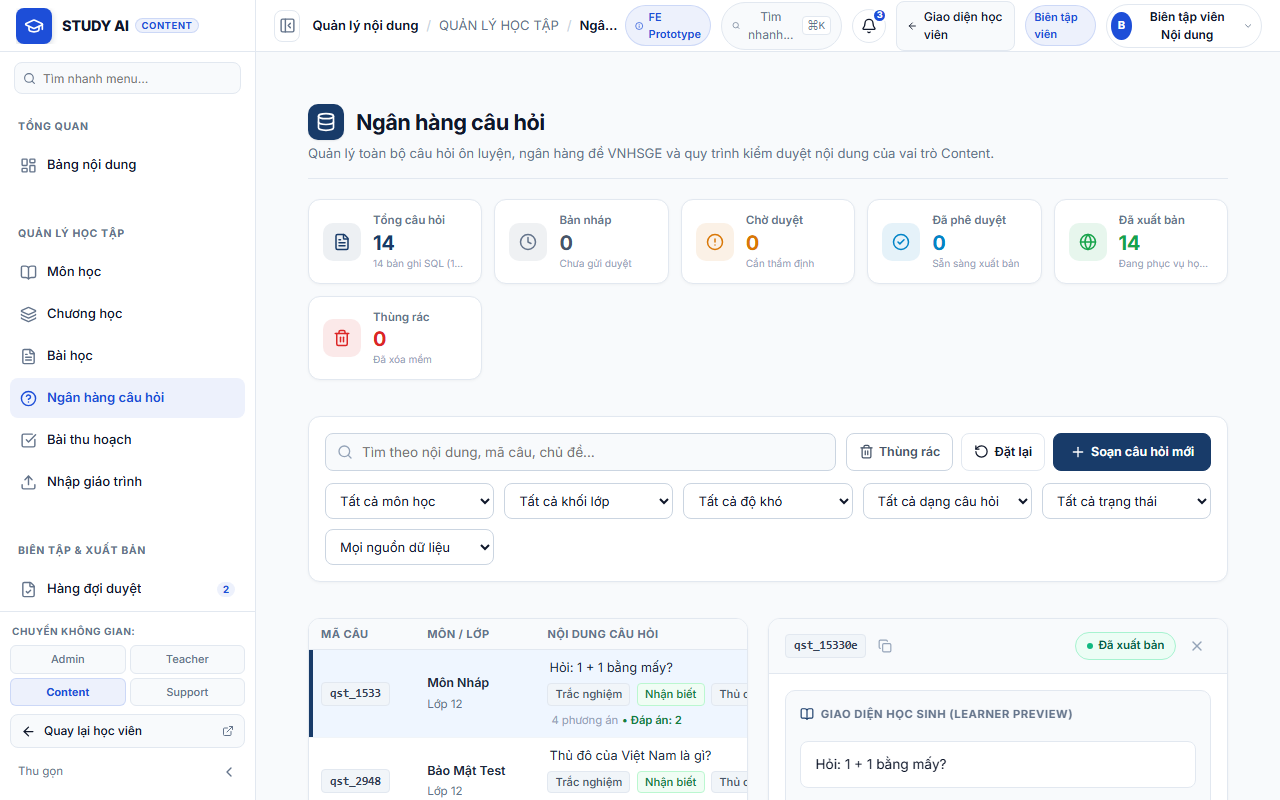 STUDY AI CONTENT
Tìm nhanh menu...
TỔNG QUAN
Bảng nội dung
QUẢN LÝ HỌC TẬP
Môn học
Chương học
Bài học
Ngân hàng câu hỏi
Bài thu hoạch
Nhập giáo trình
BIÊN TẬP & XUẤT BẢN
Hàng đợi duyệt 2
CHUYỂN KHÔNG GIAN:
Admin Teacher
Content Support
Quay lại học viên
Thu gọn
Quản lý nội dung / QUẢN LÝ HỌC TẬP / Ngâ...
FE Prototype
Tìm nhanh... ⌘K
3
Giao diện học viên
Biên tập viên
B Biên tập viên Nội dung
Ngân hàng câu hỏi
Quản lý toàn bộ câu hỏi ôn luyện, ngân hàng đề VNHSGE và quy trình kiểm duyệt nội dung của vai trò Content.
Tổng câu hỏi
14
14 bản ghi SQL (1...
Bản nháp
0
Chưa gửi duyệt
Chờ duyệt
0
Cần thẩm định
Đã phê duyệt
0
Sẵn sàng xuất bản
Đã xuất bản
14
Đang phục vụ họ...
Thùng rác
0
Đã xóa mềm
Tìm theo nội dung, mã câu, chủ đề...
Thùng rác
Đặt lại
Soạn câu hỏi mới
Tất cả môn học
Tất cả khối lớp
Tất cả độ khó
Tất cả dạng câu hỏi
Tất cả trạng thái
Mọi nguồn dữ liệu
MÃ CÂU MÔN / LỚP NỘI DUNG CÂU HỎI
qst_1533
Môn Nháp
Lớp 12
Hỏi: 1 + 1 bằng mấy?
Trắc nghiệm Nhận biết Thủ c
4 phương án • Đáp án: 2
qst_2948
Bảo Mật Test
Lớp 12
Thủ đô của Việt Nam là gì?
Trắc nghiệm Nhận biết Thủ c
qst_15330e
Đã xuất bản
GIAO DIỆN HỌC SINH (LEARNER PREVIEW)
Hỏi: 1 + 1 bằng mấy?